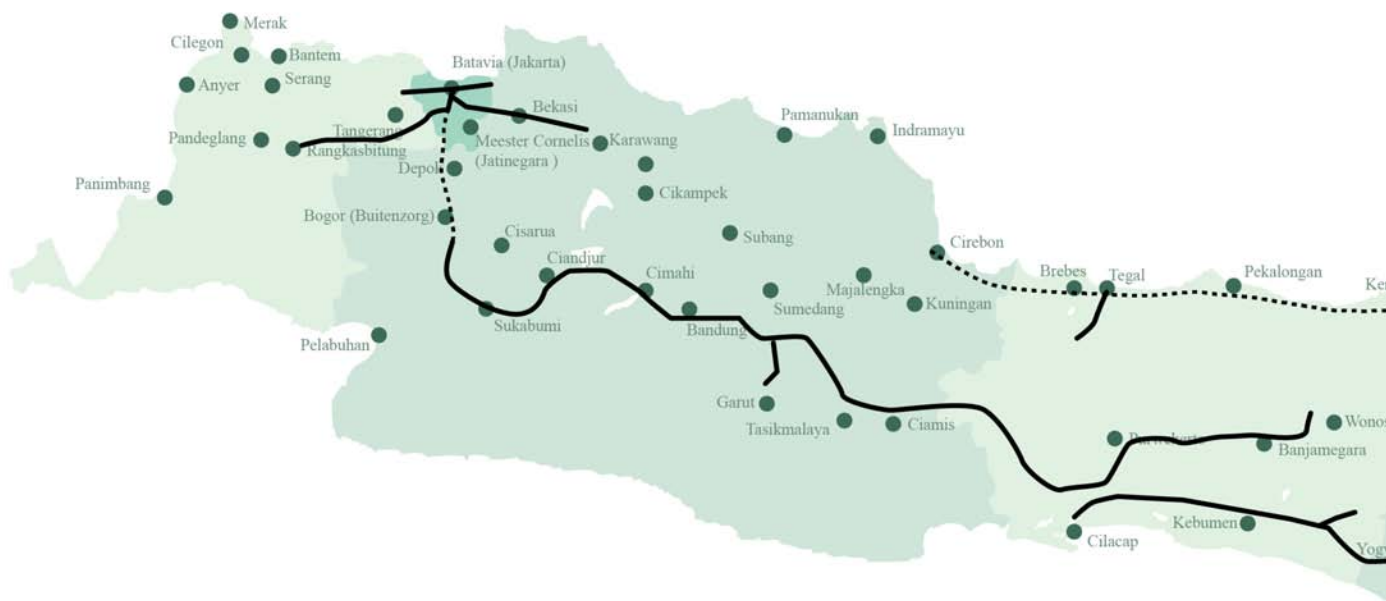 Merak
Cilegon
Bantem
Batavia (Jakarta)
Anyer
Serang
Bekasi
Tangerang
Pamanukan
Indramayu
Pandeglang
Rangkasbitung
Meester Cornelis
(Jatinegara )
Karawang
Depok
Panimbang
Cikampek
Bogor (Buitenzorg)
Cisarua
Subang
Cirebon
Ciandjur
Cimahi
Brebes
Tegal
Pekalongan
Majalengka
Kuningan
Sumedang
Sukabumi
Bandung
Pelabuhan
Garut
Tasikmalaya
Ciamis
Banjamegara
Kebumen
Cilacap